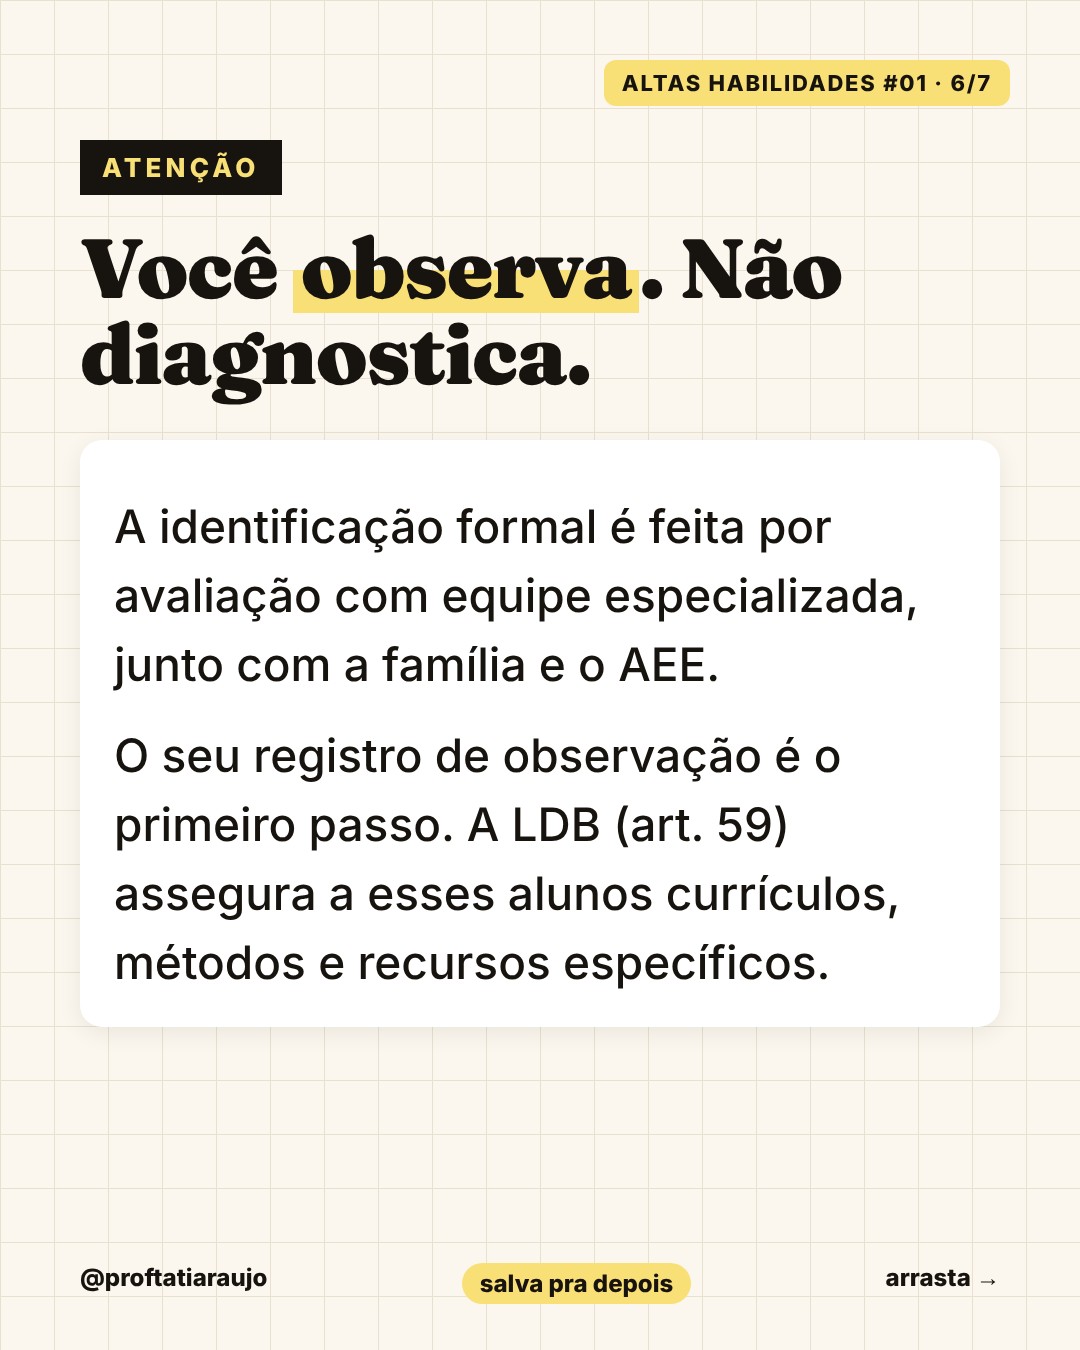 ALTAS HABILIDADES #01 · 6/7
ATENÇÃO
Você observa. Não
diagnostica.
A identificação formal é feita por
avaliação com equipe especializada,
junto com a família e o AEE.
O seu registro de observação é o
primeiro passo. A LDB (art. 59)
assegura a esses alunos currículos,
métodos e recursos específicos.
@proftatiaraujo
salva pra depois
arrasta →